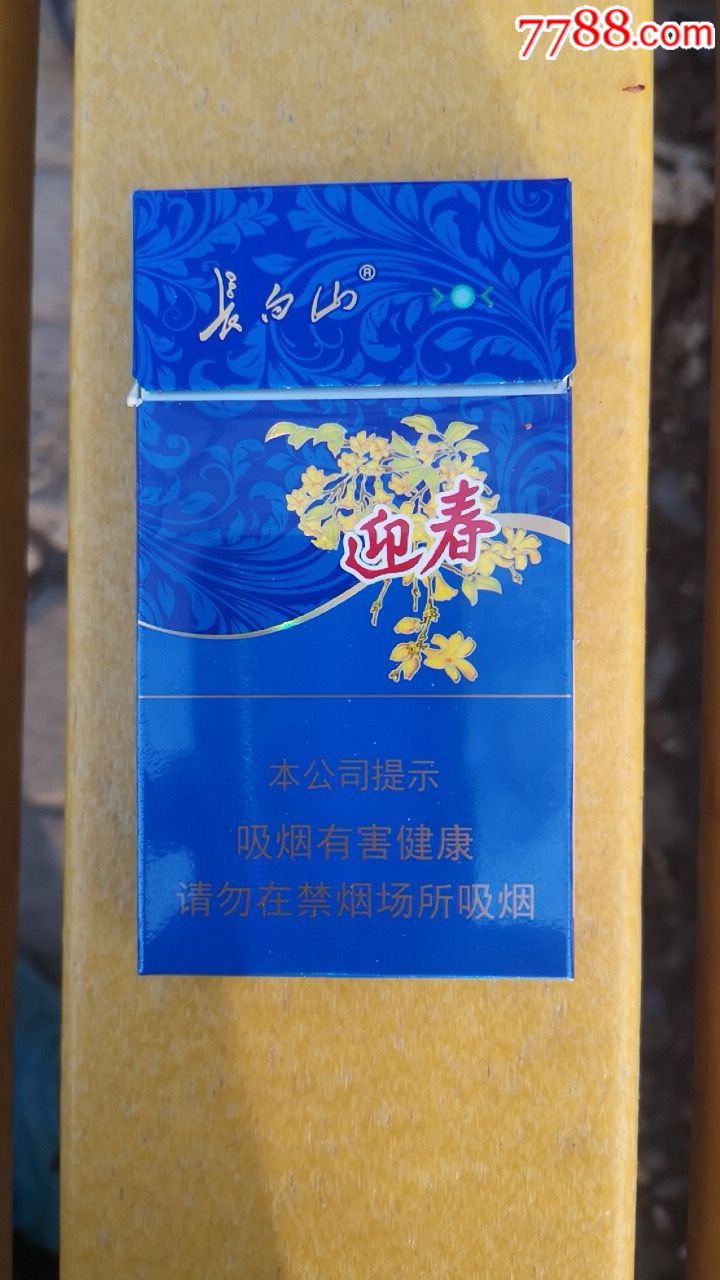 7788.com
長白山®
迎春
本公司提示
吸烟有害健康
请勿在禁烟场所吸烟